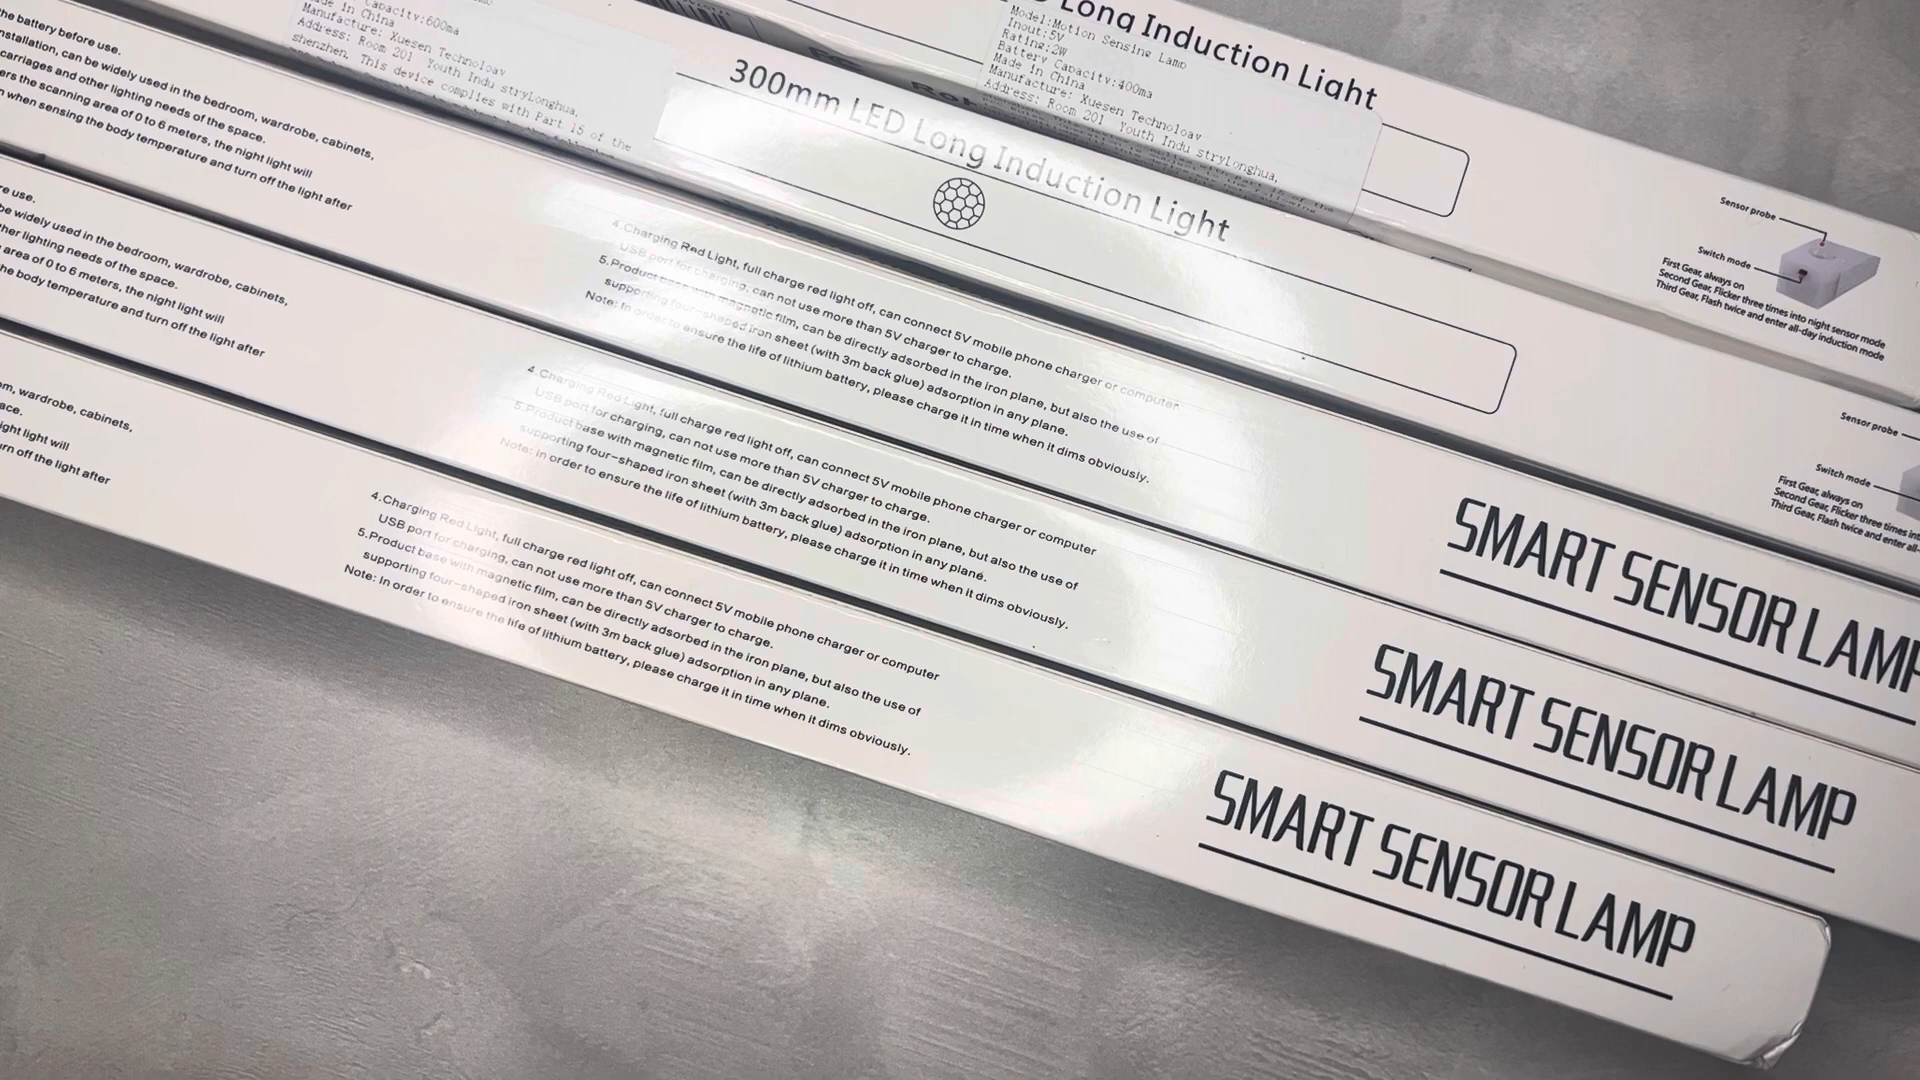 Long Induction Light
Model:Motion Sensing Lamp
Inout:5V
Rating:2W
Battery Capacity:400ma
Made in China
Manufacture: Xuesen Technoloav
Address: Room 201 Youth Indu strylonghua,
Sensor probe
Switch mode
First Gear, always on
Second Gear, Flicker three times into night sensor mode
Third Gear, Flash twice and enter all-day induction mode
Capacity:600ma
Made in China
Manufacture: Xuesen Technoloav
Address: Room 201 Youth Indu strylonghua,
shenzhen. This device complies with Part 15 of the
300mm LED Long Induction Light
Sensor probe
Switch mode
First Gear, always on
Second Gear, Flicker three times
Third Gear, Flash twice and enter all-
the battery before use.
nstallation, can be widely used in the bedroom, wardrobe, cabinets,
carriages and other lighting needs of the space.
ers the scanning area of 0 to 6 meters, the night light will
when sensing the body temperature and turn off the light after
4.Charging Red Light, full charge red light off, can connect 5V mobile phone charger or computer
USB port for charging, can not use more than 5V charger to charge.
5.Product base with magnetic film, can be directly adsorbed in the iron plane, but also the use of
supporting four-shaped iron sheet (with 3m back glue) adsorption in any plane.
Note: In order to ensure the life of lithium battery, please charge it in time when it dims obviously.
SMART SENSOR LAMP
re use.
be widely used in the bedroom, wardrobe, cabinets,
her lighting needs of the space.
area of 0 to 6 meters, the night light will
he body temperature and turn off the light after
4.Charging Red Light, full charge red light off, can connect 5V mobile phone charger or computer
USB port for charging, can not use more than 5V charger to charge.
5.Product base with magnetic film, can be directly adsorbed in the iron plane, but also the use of
supporting four-shaped iron sheet (with 3m back glue) adsorption in any plane.
Note: In order to ensure the life of lithium battery, please charge it in time when it dims obviously.
SMART SENSOR LAMP
om, wardrobe, cabinets,
ace.
ight light will
urn off the light after
4.Charging Red Light, full charge red light off, can connect 5V mobile phone charger or computer
USB port for charging, can not use more than 5V charger to charge.
5.Product base with magnetic film, can be directly adsorbed in the iron plane, but also the use of
supporting four-shaped iron sheet (with 3m back glue) adsorption in any plane.
Note: In order to ensure the life of lithium battery, please charge it in time when it dims obviously.
SMART SENSOR LAMP